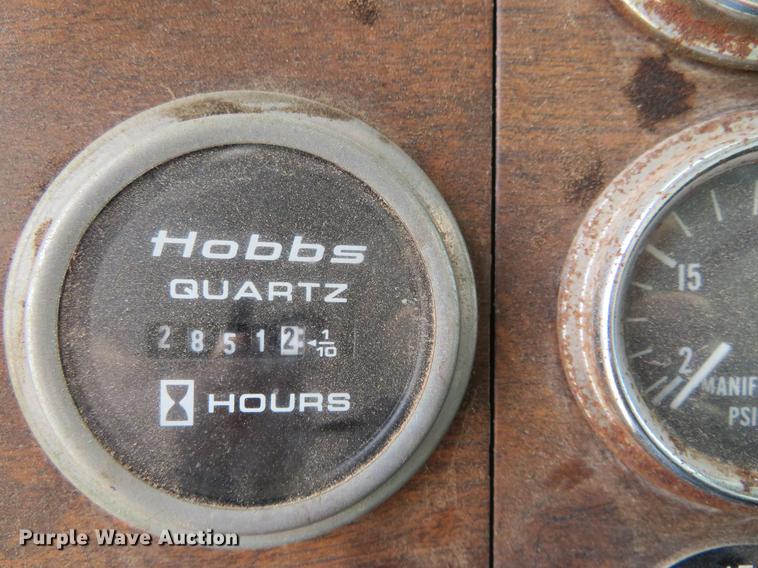 Hobbs
QUARTZ
2 8 5 1 2 ◄ 1/10
HOURS
15
2
MANIF
PSI
Purple Wave Auction